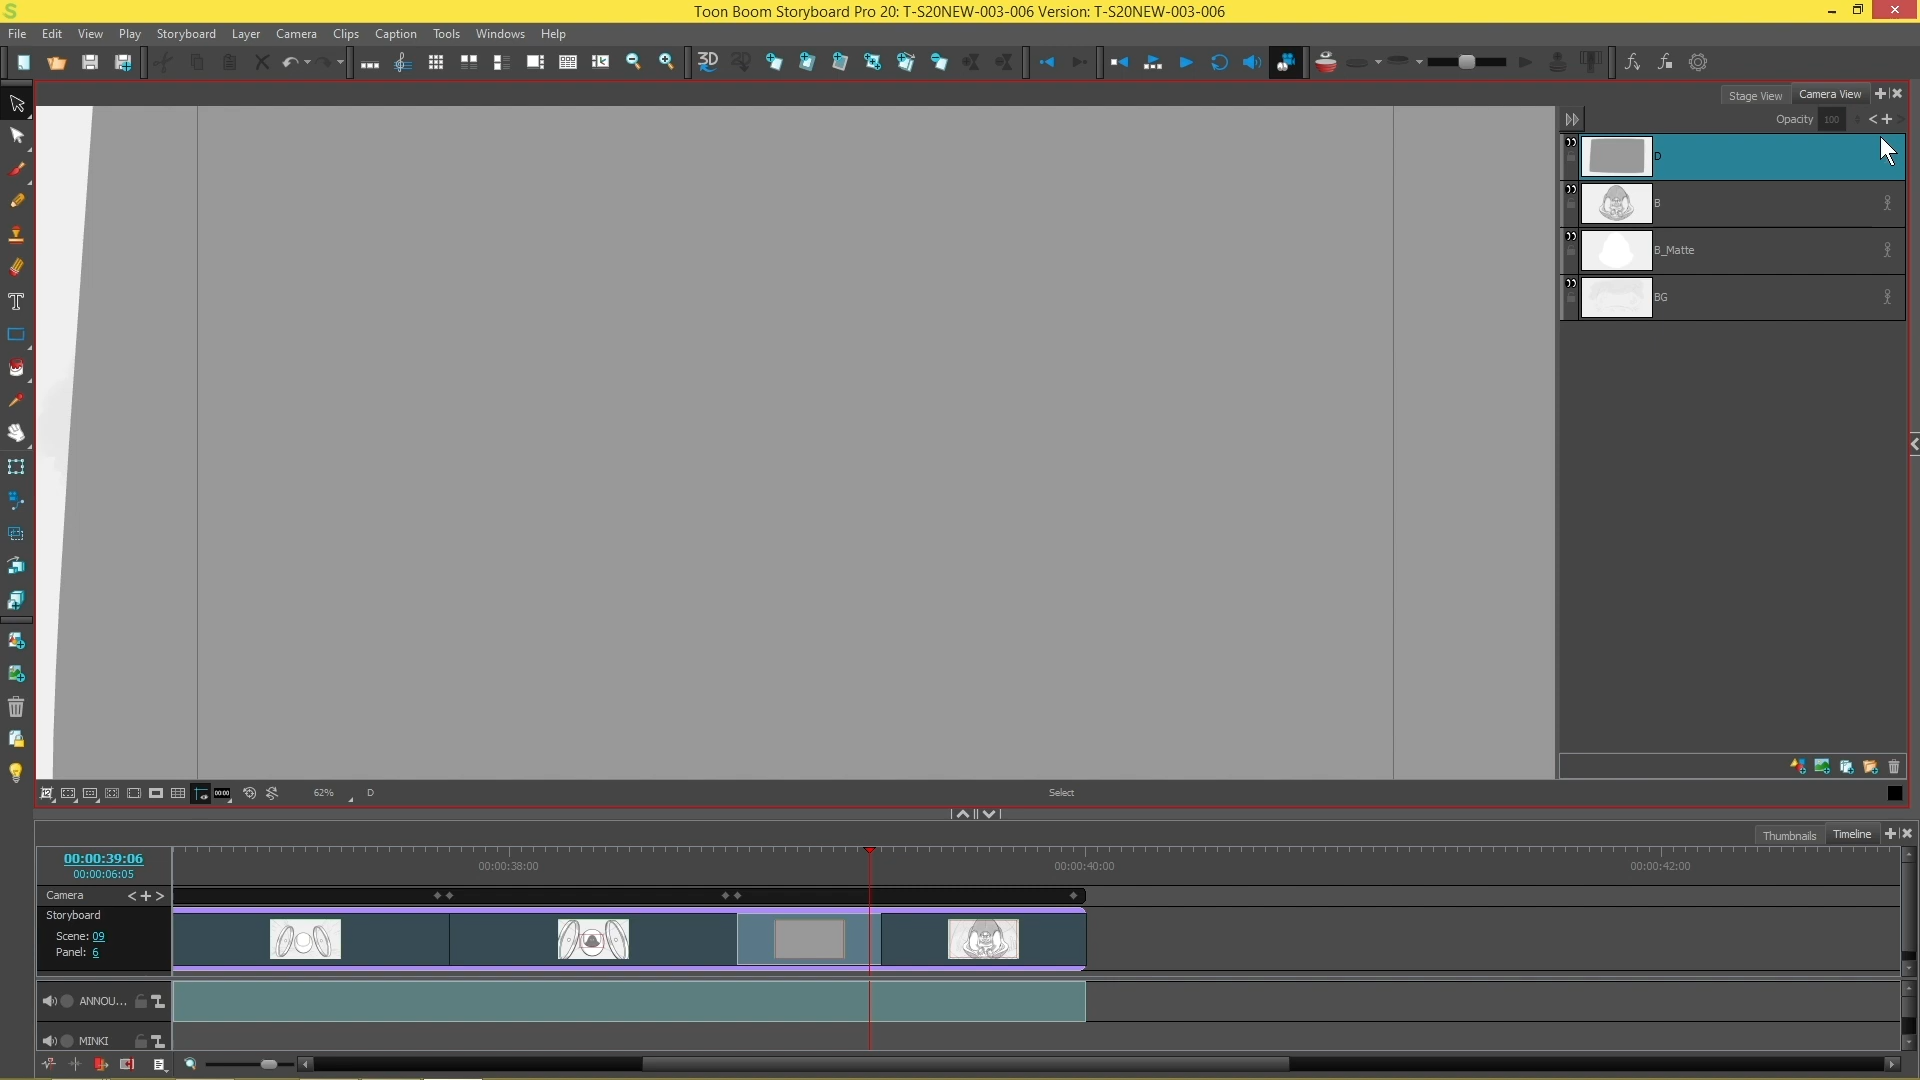 Toon Boom Storyboard Pro 20: T-S20NEW-003-006 Version: T-S20NEW-003-006
File Edit View Play Storyboard Layer Camera Clips Caption Tools Windows Help
3D
Stage View Camera View
Opacity 100
D
B
B_Matte
BG
62% D Select
Thumbnails Timeline
00:00:39:06
00:00:06:05
00:00:38:00 00:00:40:00 00:00:42:00
Camera
Storyboard
Scene: 09
Panel: 6
ANNOU...
MINKI